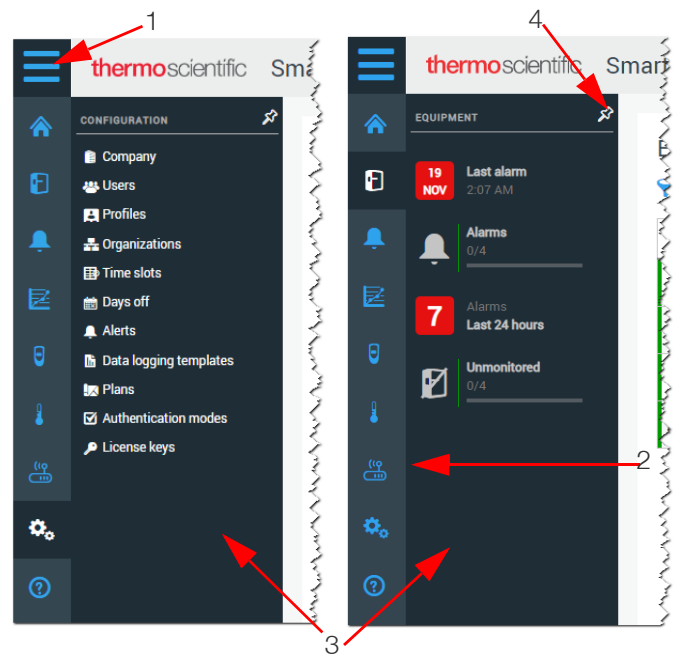 1
4
thermoscientific Sma
thermoscientific Smart
CONFIGURATION
Company
Users
Profiles
Organizations
Time slots
Days off
Alerts
Data logging templates
Plans
Authentication modes
License keys
EQUIPMENT
19
NOV
Last alarm
2:07 AM
Alarms
0/4
7
Alarms
Last 24 hours
Unmonitored
0/4
2
3